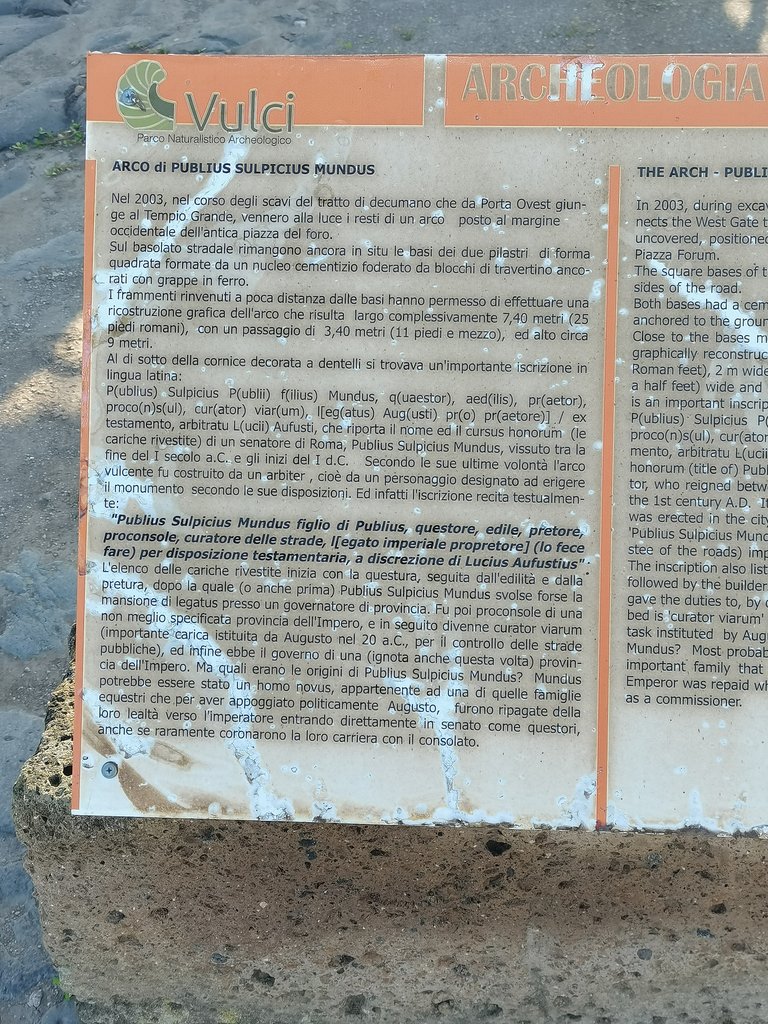 Vulci
Parco Naturalistico Archeologico
ARCHEOLOGIA
ARCO di PUBLIUS SULPICIUS MUNDUS
Nel 2003, nel corso degli scavi del tratto di decumano che da Porta Ovest giun-
ge al Tempio Grande, vennero alla luce i resti di un arco posto al margine
occidentale dell'antica piazza del foro.
Sul basolato stradale rimangono ancora in situ le basi dei due pilastri di forma
quadrata formate da un nucleo cementizio foderato da blocchi di travertino anco-
rati con grappe in ferro.
I frammenti rinvenuti a poca distanza dalle basi hanno permesso di effettuare una
ricostruzione grafica dell'arco che risulta largo complessivamente 7,40 metri (25
piedi romani), con un passaggio di 3,40 metri (11 piedi e mezzo), ed alto circa
9 metri.
Al di sotto della cornice decorata a dentelli si trovava un'importante iscrizione in
lingua latina:
P(ublius) Sulpicius P(ublii) f(ilius) Mundus, q(uaestor), aed(ilis), pr(aetor),
proco(n)s(ul), cur(ator) viar(um), l[eg(atus) Aug(usti) pr(o) pr(aetore)] / ex
testamento, arbitratu L(ucii) Aufusti, che riporta il nome ed il cursus honorum (le
cariche rivestite) di un senatore di Roma, Publius Sulpicius Mundus, vissuto tra la
fine del I secolo a.C. e gli inizi del I d.C. Secondo le sue ultime volontà l'arco
vulcente fu costruito da un arbiter , cioè da un personaggio designato ad erigere
il monumento secondo le sue disposizioni. Ed infatti l'iscrizione recita testualmen-
te:
"Publius Sulpicius Mundus figlio di Publius, questore, edile, pretore,
proconsole, curatore delle strade, l[egato imperiale propretore] (lo fece
fare) per disposizione testamentaria, a discrezione di Lucius Aufustius".
L'elenco delle cariche rivestite inizia con la questura, seguita dall'edilità e dalla
pretura, dopo la quale (o anche prima) Publius Sulpicius Mundus svolse forse la
mansione di legatus presso un governatore di provincia. Fu poi proconsole di una
non meglio specificata provincia dell'Impero, e in seguito divenne curator viarum
(importante carica istituita da Augusto nel 20 a.C., per il controllo delle strade
pubbliche), ed infine ebbe il governo di una (ignota anche questa volta) provin-
cia dell'Impero. Ma quali erano le origini di Publius Sulpicius Mundus? Mundus
potrebbe essere stato un homo novus, appartenente ad una di quelle famiglie
equestri che per aver appoggiato politicamente Augusto, furono ripagate della
loro lealtà verso l'imperatore entrando direttamente in senato come questori,
anche se raramente coronarono la loro carriera con il consolato.
THE ARCH - PUBLI
In 2003, during excav
nects the West Gate t
uncovered, positioned
Piazza Forum.
The square bases of t
sides of the road.
Both bases had a cem
anchored to the groun
Close to the bases m
graphically reconstruc
Roman feet), 2 m wide
a half feet) wide and
is an important inscrip
P(ublius) Sulpicius P(
proco(n)s(ul), cur(ator
mento, arbitratu L(ucii
honorum (title of) Publ
tor, who reigned betw
the 1st century A.D. It
was erected in the city
'Publius Sulpicius Mund
stee of the roads) imp
The inscription also list
followed by the builder
gave the duties to, by
bed is 'curator viarum'
task instituted by Aug
Mundus? Most probab
important family that
Emperor was repaid wh
as a commissioner.